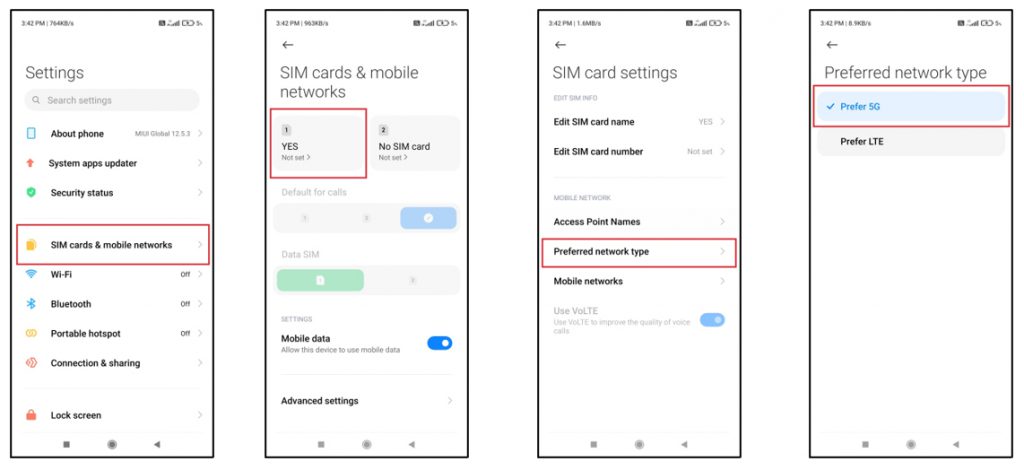 3:42 PM | 764KB/s
5%
Settings
Search settings
About phone MIUI Global 12.5.3
System apps updater
Security status
SIM cards & mobile networks
Wi-Fi Off
Bluetooth Off
Portable hotspot Off
Connection & sharing
Lock screen
3:42 PM | 963KB/s
5%
SIM cards & mobile
networks
1
YES
Not set
2
No SIM card
Not set
Default for calls
1 2
Data SIM
1 2
SETTINGS
Mobile data
Allow this device to use mobile data
Advanced settings
3:42 PM | 1.6MB/s
5%
SIM card settings
EDIT SIM INFO
Edit SIM card name YES
Edit SIM card number Not set
MOBILE NETWORK
Access Point Names
Preferred network type
Mobile networks
Use VoLTE
Use VoLTE to improve the quality of voice
calls
3:42 PM | 8.9KB/s
5%
Preferred network type
Prefer 5G
Prefer LTE